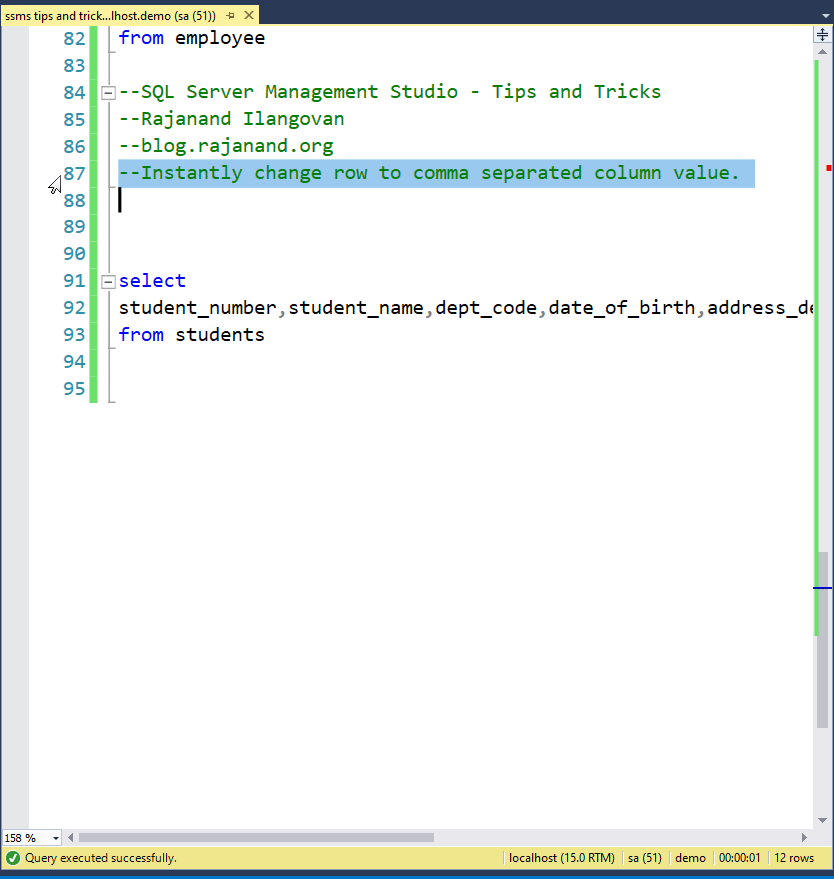 ssms tips and trick...lhost.demo (sa (51))
82 from employee
83
84 --SQL Server Management Studio - Tips and Tricks
85 --Rajanand Ilangovan
86 --blog.rajanand.org
87 --Instantly change row to comma separated column value.
88
89
90
91 select
92 student_number,student_name,dept_code,date_of_birth,address_de
93 from students
94
95
158 %
Query executed successfully. localhost (15.0 RTM) sa (51) demo 00:00:01 12 rows